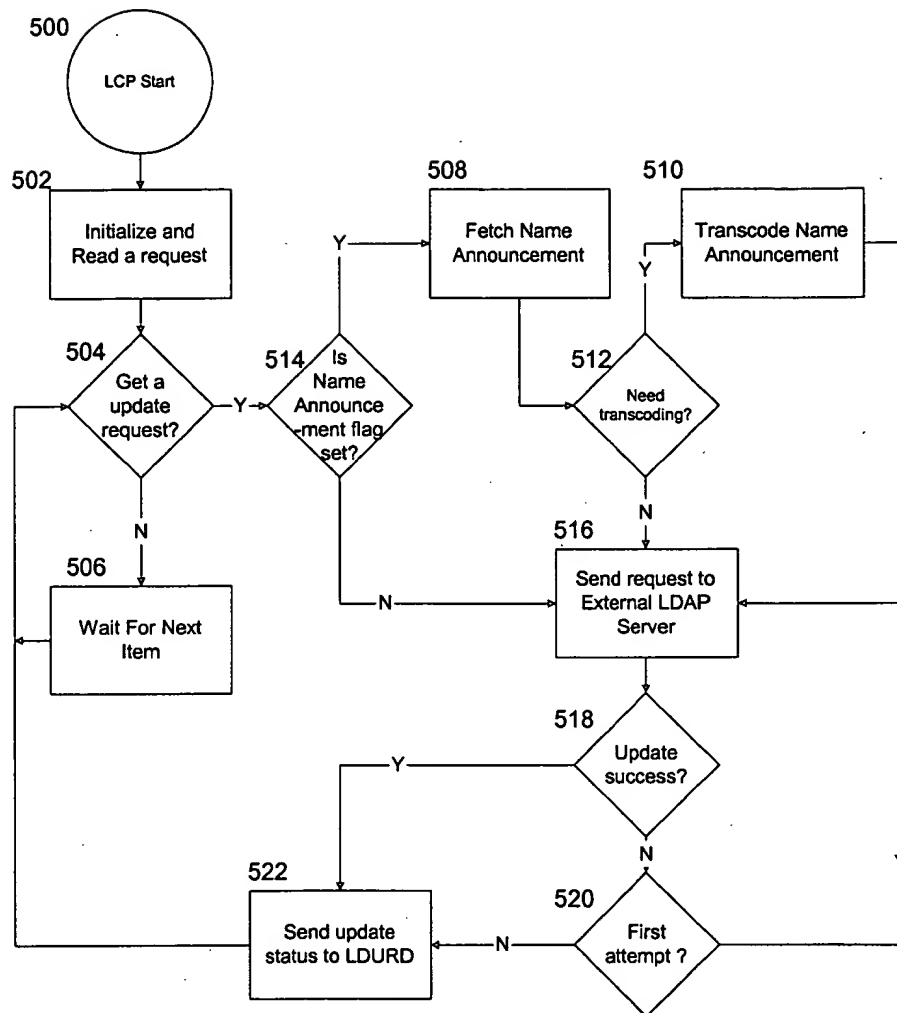 500
LCP Start
502
Initialize and
Read a request
504
Get a
update
request?
Y
N
506
Wait For Next
Item
514
Is
Name
Announce
-ment flag
set?
Y
N
508
Fetch Name
Announcement
510
Transcode Name
Announcement
512
Need
transcoding?
Y
N
516
Send request to
External LDAP
Server
518
Update
success?
Y
N
520
First
attempt ?
N
522
Send update
status to LDURD